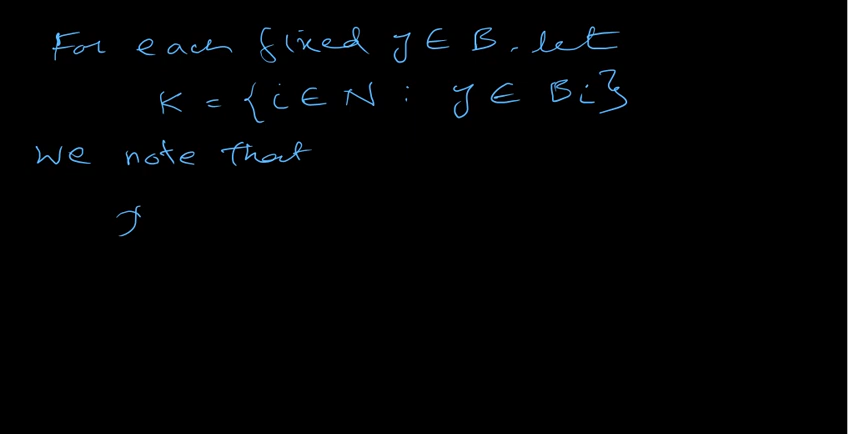 For each fixed y ∈ B, let
K = {i ∈ N : y ∈ Bi}
We note that